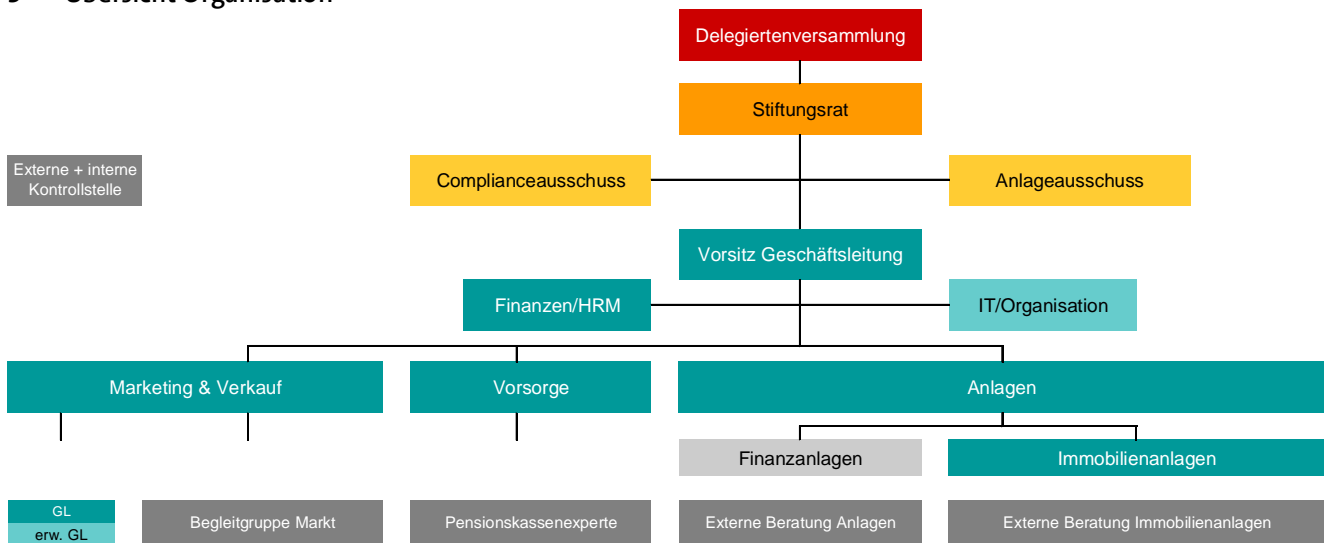 Übersicht Organisation
Delegiertenversammlung
Stiftungsrat
Externe + interne
Kontrollstelle
Complianceausschuss
Anlageausschuss
Vorsitz Geschäftsleitung
Finanzen/HRM
IT/Organisation
Marketing & Verkauf
Vorsorge
Anlagen
Finanzanlagen
Immobilienanlagen
GL
erw. GL
Begleitgruppe Markt
Pensionskassenexperte
Externe Beratung Anlagen
Externe Beratung Immobilienanlagen